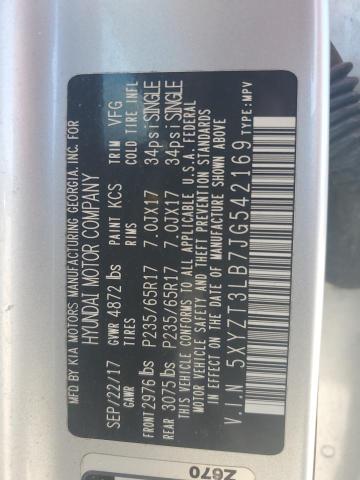 MFD BY KIA MOTORS MANUFACTURING GEORGIA, INC. FOR
HYUNDAI MOTOR COMPANY
SEP/22/17 GVWR 4872 lbs PAINT KCS TRIM VFG
GAWR TIRES COLD TIRE INFL
FRONT 2976 lbs P235/65R17 7.0JX17 34psi SINGLE
REAR 3075 lbs P235/65R17 7.0JX17 34psi SINGLE
THIS VEHICLE CONFORMS TO ALL APPLICABLE U.S.A. FEDERAL
MOTOR VEHICLE SAFETY AND THEFT PREVENTION STANDARDS
IN EFFECT ON THE DATE OF MANUFACTURE SHOWN ABOVE
TYPE: MPV
V.I.N 5XYZT3LB7JG542169
Z670